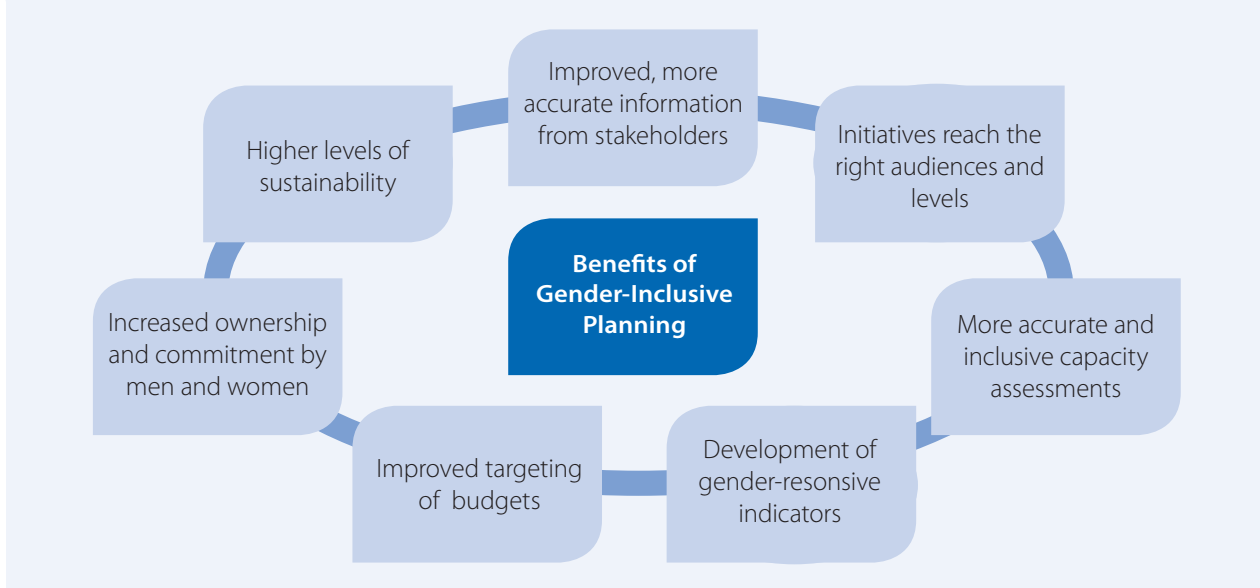 Improved, more
accurate information
from stakeholders
Initiatives reach the
right audiences and
levels
More accurate and
inclusive capacity
assessments
Development of
gender-resonsive
indicators
Improved targeting
of budgets
Increased ownership
and commitment by
men and women
Higher levels of
sustainability
Benefits of
Gender-Inclusive
Planning